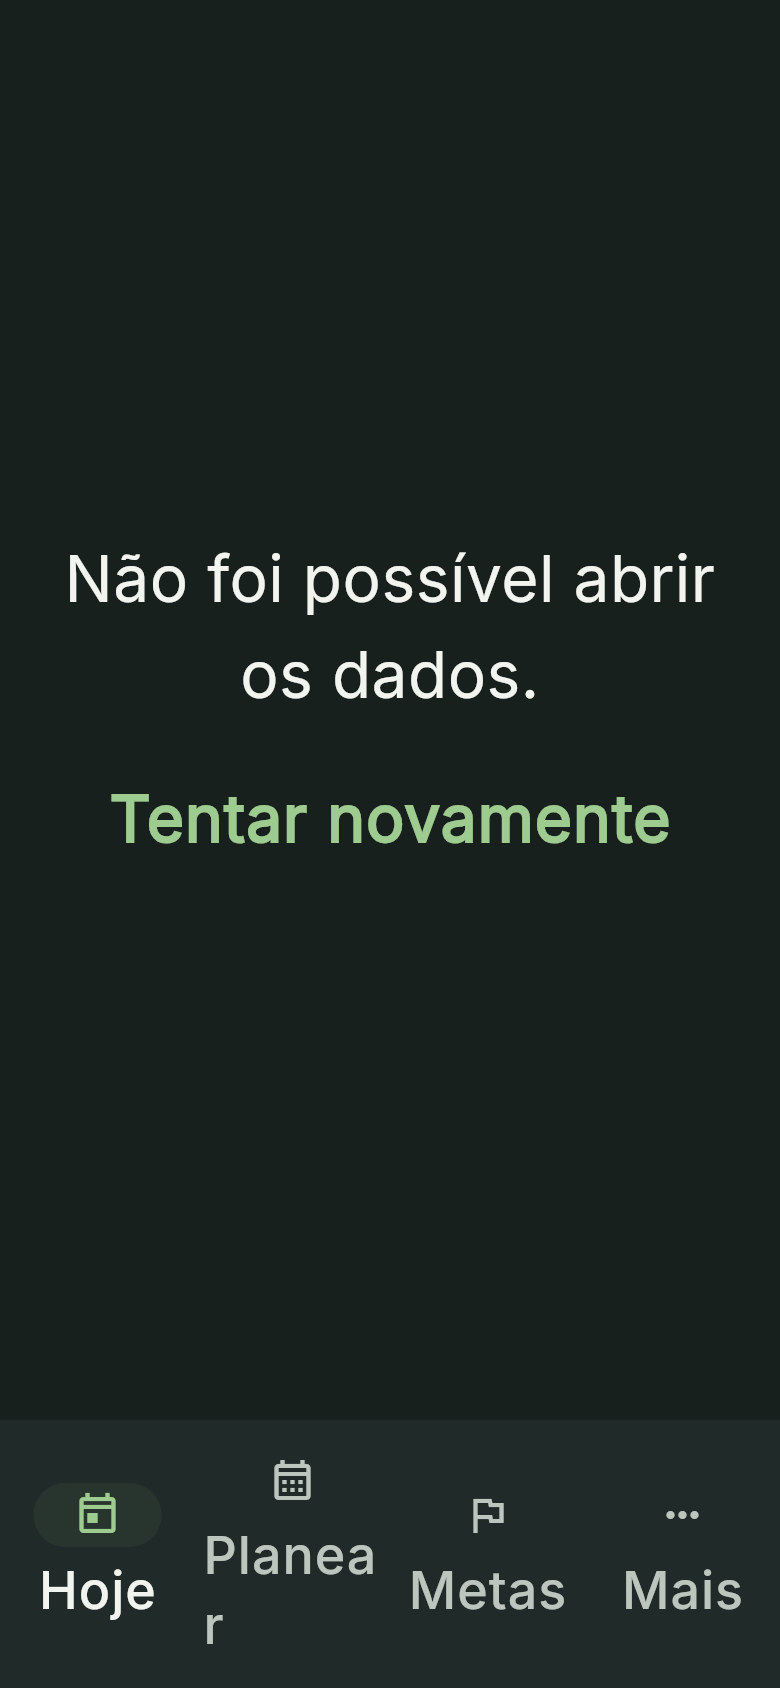 Não foi possível abrir
os dados.
Tentar novamente
Hoje
Planea
r
Metas
Mais